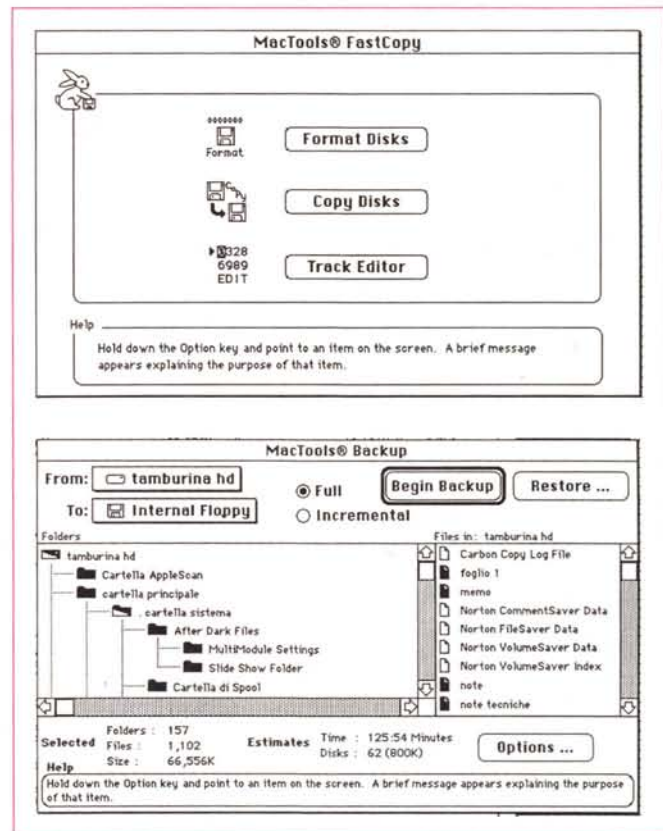 MacTools® FastCopy
Format
Format Disks
Copy
Copy Disks
328
6989
EDIT
Track Editor
Help
Hold down the Option key and point to an item on the screen. A brief message
appears explaining the purpose of that item.
MacTools® Backup
From: tamburina hd
Full
Begin Backup
Restore ...
To: Internal Floppy
Incremental
Folders
Files in: tamburina hd
tamburina hd
Cartella AppleScan
cartella principale
. cartella sistema
After Dark Files
MultiModule Settings
Slide Show Folder
Cartella di Spool
Carbon Copy Log File
foglio 1
memo
Norton CommentSaver Data
Norton FileSaver Data
Norton VolumeSaver Data
Norton VolumeSaver Index
note
note tecniche
Selected
Folders : 157
Files : 1,102
Size : 66,556K
Estimates
Time : 125:54 Minutes
Disks : 62 (800K)
Options ...
Help
Hold down the Option key and point to an item on the screen. A brief message appears explaining the purpose
of that item.